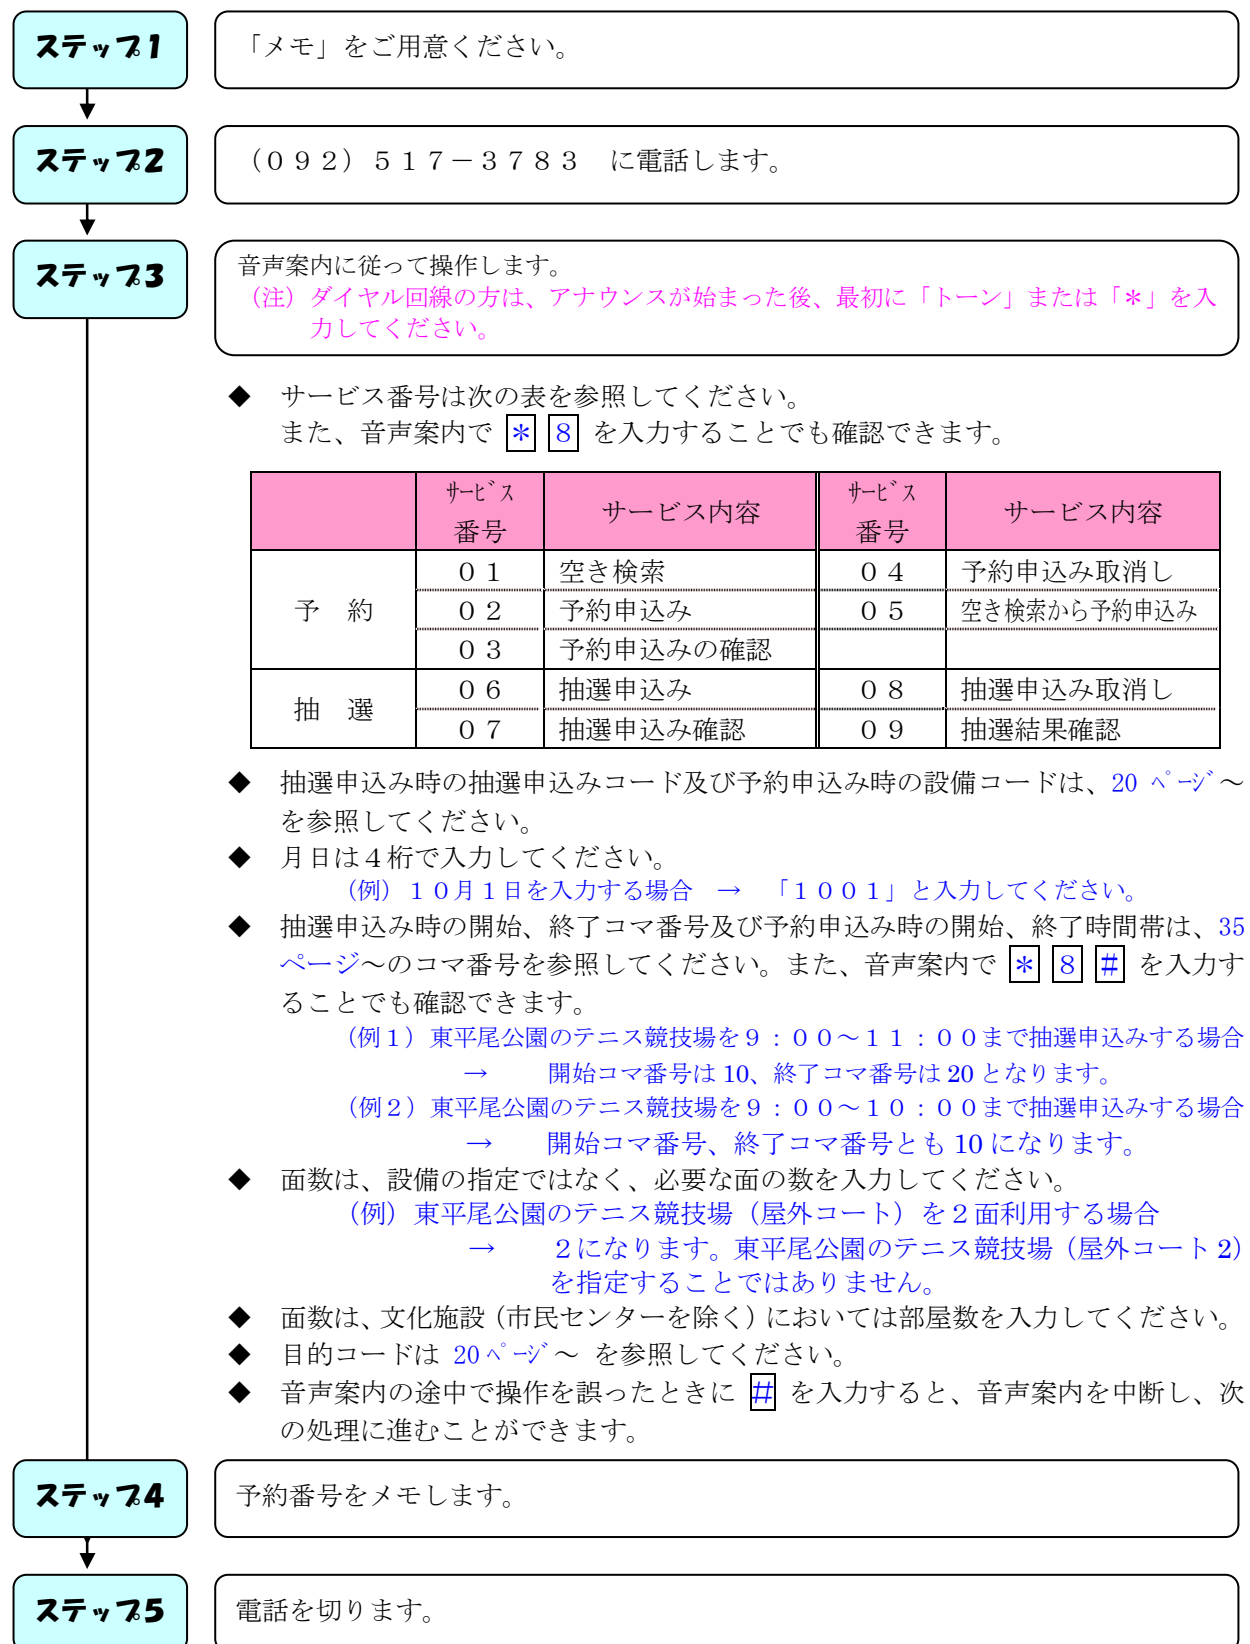 ステップ1
「メモ」をご用意ください。
ステップ2
（０９２）５１７－３７８３　に電話します。
ステップ3
音声案内に従って操作します。
（注）ダイヤル回線の方は、アナウンスが始まった後、最初に「トーン」または「＊」を入
力してください。
◆　サービス番号は次の表を参照してください。
また、音声案内で ＊ ８ を入力することでも確認できます。
ｻｰﾋﾞｽ番号　サービス内容　ｻｰﾋﾞｽ番号　サービス内容
予　約
０１　空き検索　０４　予約申込み取消し
０２　予約申込み　０５　空き検索から予約申込み
０３　予約申込みの確認
抽　選
０６　抽選申込み　０８　抽選申込み取消し
０７　抽選申込み確認　０９　抽選結果確認
◆　抽選申込み時の抽選申込みコード及び予約申込み時の設備コードは、20 ﾍﾟｰｼﾞ～
を参照してください。
◆　月日は４桁で入力してください。
（例）１０月１日を入力する場合　→　「１００１」と入力してください。
◆　抽選申込み時の開始、終了コマ番号及び予約申込み時の開始、終了時間帯は、35
ページ～のコマ番号を参照してください。また、音声案内で ＊ ８ ＃ を入力す
ることでも確認できます。
（例１）東平尾公園のテニス競技場を９：００～１１：００まで抽選申込みする場合
→　開始コマ番号は 10、終了コマ番号は 20 となります。
（例２）東平尾公園のテニス競技場を９：００～１０：００まで抽選申込みする場合
→　開始コマ番号、終了コマ番号とも 10 になります。
◆　面数は、設備の指定ではなく、必要な面の数を入力してください。
（例）東平尾公園のテニス競技場（屋外コート）を２面利用する場合
→　２になります。東平尾公園のテニス競技場（屋外コート 2）
を指定することではありません。
◆　面数は、文化施設（市民センターを除く）においては部屋数を入力してください。
◆　目的コードは 20 ﾍﾟｰｼﾞ～ を参照してください。
◆　音声案内の途中で操作を誤ったときに ＃ を入力すると、音声案内を中断し、次
の処理に進むことができます。
ステップ4
予約番号をメモします。
ステップ5
電話を切ります。